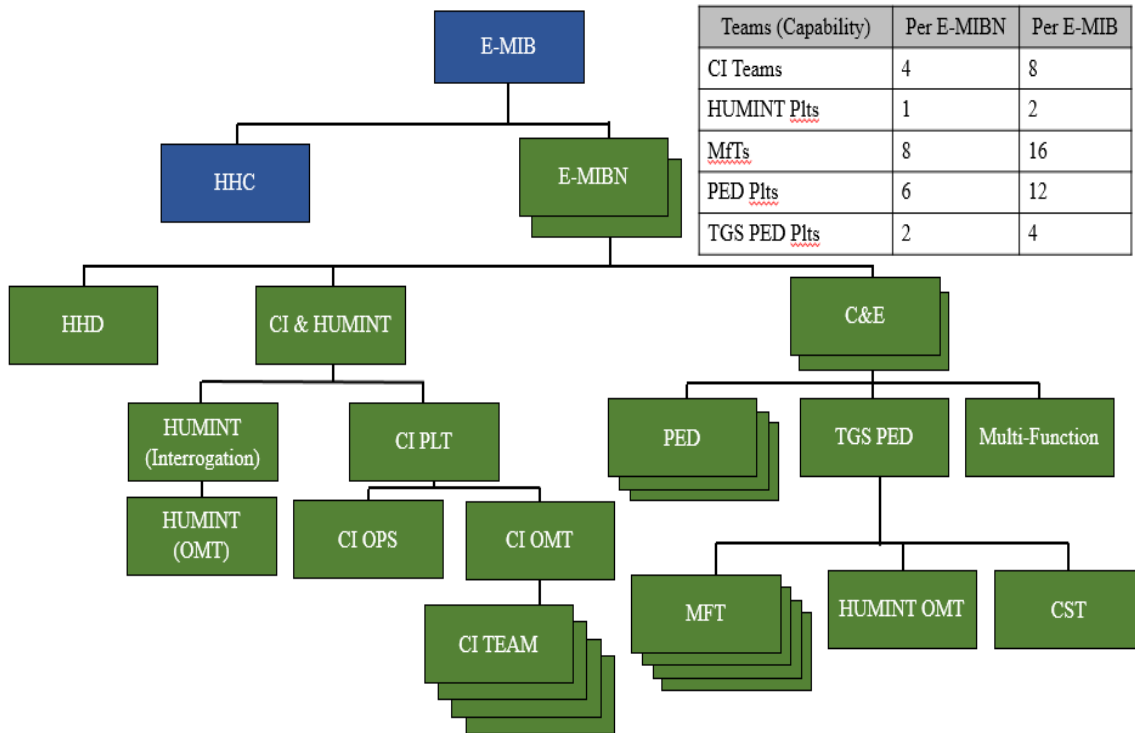 E-MIB
Teams (Capability) Per E-MIBN Per E-MIB
CI Teams 4 8
HUMINT Plts 1 2
MfTs 8 16
PED Plts 6 12
TGS PED Plts 2 4
HHC
E-MIBN
HHD
CI & HUMINT
C&E
HUMINT
(Interrogation)
CI PLT
PED
TGS PED
Multi-Function
HUMINT
(OMT)
CI OPS
CI OMT
MFT
HUMINT OMT
CST
CI TEAM